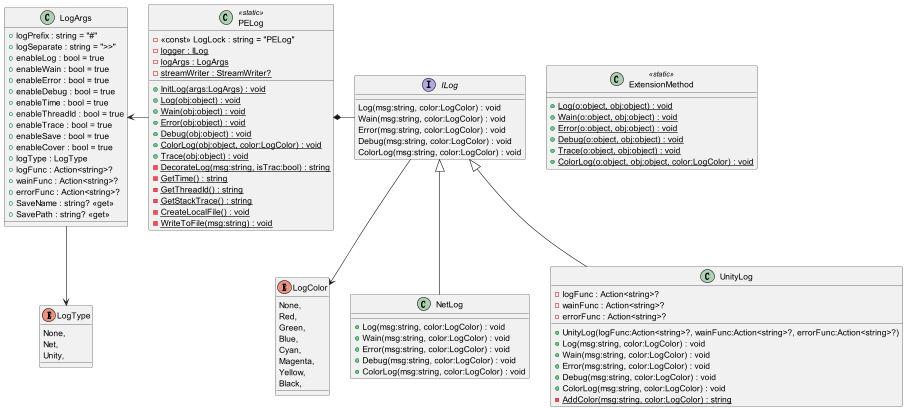 C LogArgs
logPrefix : string = "#"
logSeparate : string = ">>"
enableLog : bool = true
enableWain : bool = true
enableError : bool = true
enableDebug : bool = true
enableTime : bool = true
enableThreadId : bool = true
enableTrace : bool = true
enableSave : bool = true
enableCover : bool = true
logType : LogType
logFunc : Action<string>?
wainFunc : Action<string>?
errorFunc : Action<string>?
SaveName : string? «get»
SavePath : string? «get»
C «static»
PELog
«const» LogLock : string = "PELog"
logger : ILog
logArgs : LogArgs
streamWriter : StreamWriter?
InitLog(args:LogArgs) : void
Log(obj:object) : void
Wain(obj:object) : void
Error(obj:object) : void
Debug(obj:object) : void
ColorLog(obj:object, color:LogColor) : void
Trace(obj:object) : void
DecorateLog(msg:string, isTrac:bool) : string
GetTime() : string
GetThreadId() : string
GetStackTrace() : string
CreateLocalFile() : void
WriteToFile(msg:string) : void
I ILog
Log(msg:string, color:LogColor) : void
Wain(msg:string, color:LogColor) : void
Error(msg:string, color:LogColor) : void
Debug(msg:string, color:LogColor) : void
ColorLog(msg:string, color:LogColor) : void
C «static»
ExtensionMethod
Log(o:object, obj:object) : void
Wain(o:object, obj:object) : void
Error(o:object, obj:object) : void
Debug(o:object, obj:object) : void
Trace(o:object, obj:object) : void
ColorLog(o:object, obj:object, color:LogColor) : void
E LogType
None,
Net,
Unity,
E LogColor
None,
Red,
Green,
Blue,
Cyan,
Magenta,
Yellow,
Black,
C NetLog
Log(msg:string, color:LogColor) : void
Wain(msg:string, color:LogColor) : void
Error(msg:string, color:LogColor) : void
Debug(msg:string, color:LogColor) : void
ColorLog(msg:string, color:LogColor) : void
C UnityLog
logFunc : Action<string>?
wainFunc : Action<string>?
errorFunc : Action<string>?
UnityLog(logFunc:Action<string>?, wainFunc:Action<string>?, errorFunc:Action<string>?)
Log(msg:string, color:LogColor) : void
Wain(msg:string, color:LogColor) : void
Error(msg:string, color:LogColor) : void
Debug(msg:string, color:LogColor) : void
ColorLog(msg:string, color:LogColor) : void
AddColor(msg:string, color:LogColor) : string